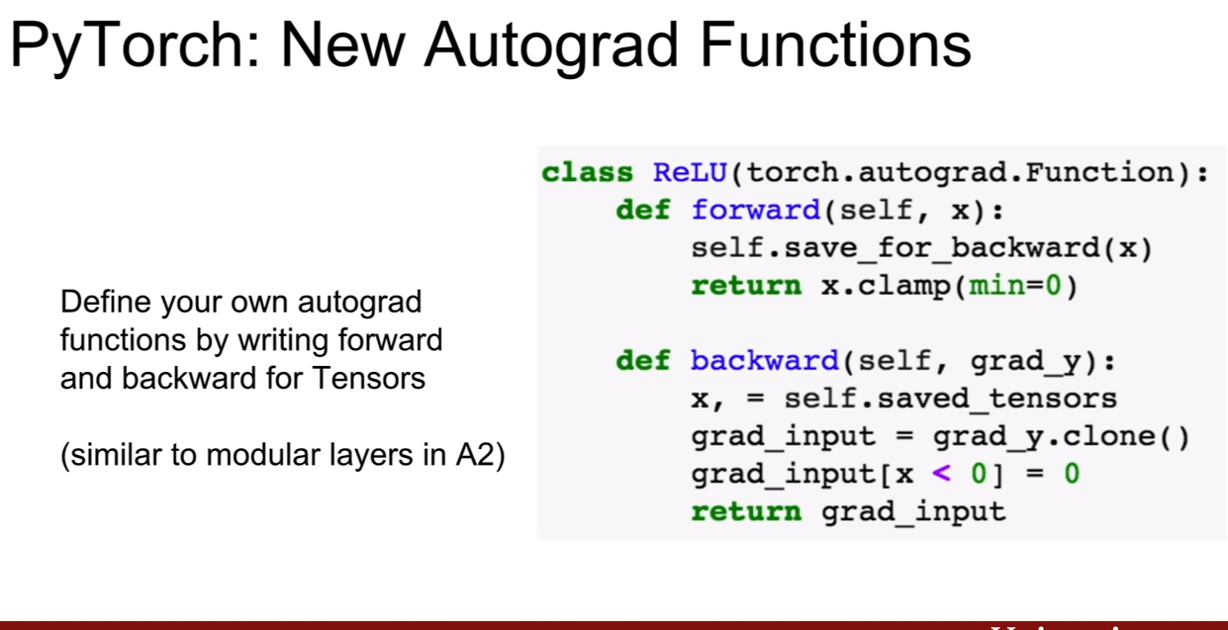 PyTorch: New Autograd Functions
Define your own autograd
functions by writing forward
and backward for Tensors
(similar to modular layers in A2)
class ReLU(torch.autograd.Function):
    def forward(self, x):
        self.save_for_backward(x)
        return x.clamp(min=0)
    def backward(self, grad_y):
        x, = self.saved_tensors
        grad_input = grad_y.clone()
        grad_input[x < 0] = 0
        return grad_input